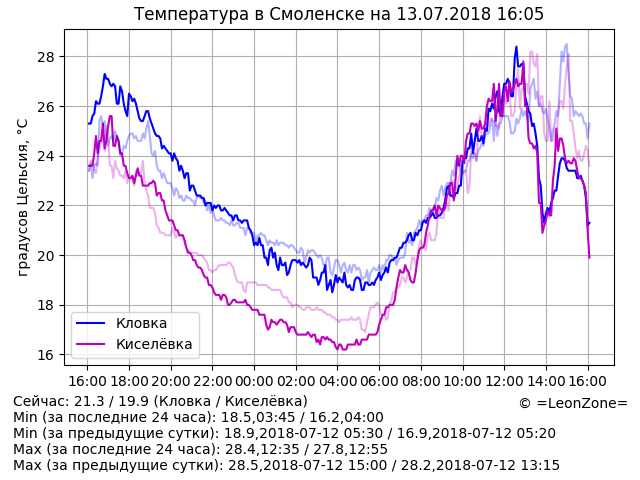 Температура в Смоленске на 13.07.2018 16:05
градусов Цельсия, °C
28
26
24
22
20
18
16
Кловка
Киселёвка
16:00 18:00 20:00 22:00 00:00 02:00 04:00 06:00 08:00 10:00 12:00 14:00 16:00
Сейчас: 21.3 / 19.9 (Кловка / Киселёвка)
© =LeonZone=
Min (за последние 24 часа): 18.5,03:45 / 16.2,04:00
Min (за предыдущие сутки): 18.9,2018-07-12 05:30 / 16.9,2018-07-12 05:20
Max (за последние 24 часа): 28.4,12:35 / 27.8,12:55
Max (за предыдущие сутки): 28.5,2018-07-12 15:00 / 28.2,2018-07-12 13:15